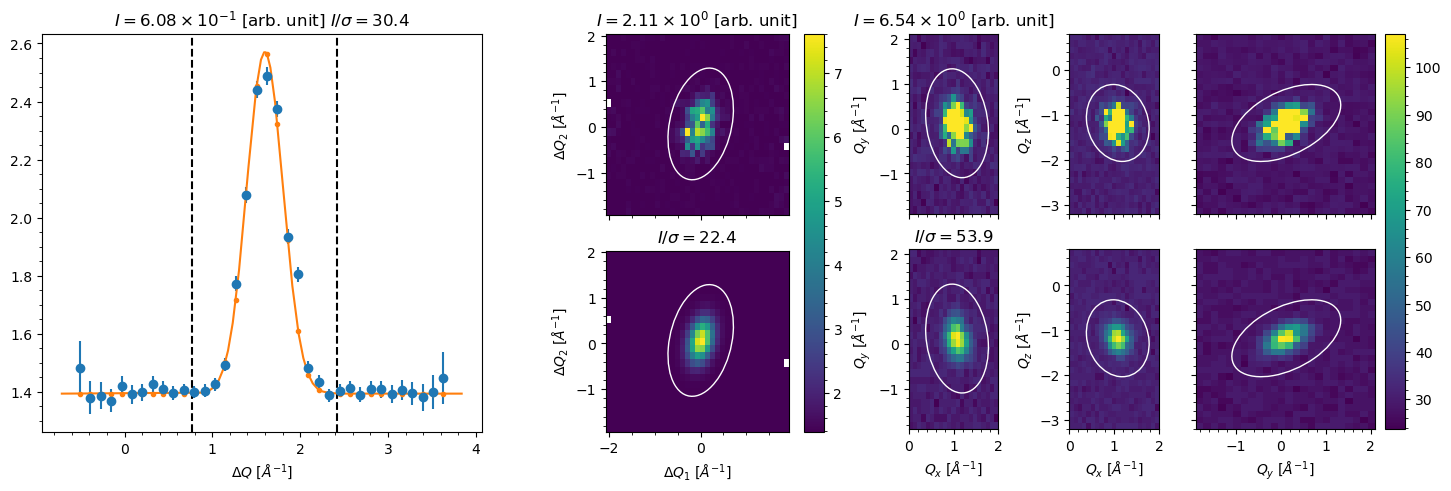 I = 6.08 × 10⁻¹ [arb. unit] I/σ = 30.4
2.6
2.4
2.2
2.0
1.8
1.6
1.4
0 1 2 3 4
ΔQ [Å⁻¹]
I = 2.11 × 10⁰ [arb. unit]
2
1
0
−1
ΔQ₂ [Å⁻¹]
I/σ = 22.4
2
1
0
−1
ΔQ₂ [Å⁻¹]
−2 0
ΔQ₁ [Å⁻¹]
7
6
5
4
3
2
I = 6.54 × 10⁰ [arb. unit]
2
1
0
−1
Q_y [Å⁻¹]
0
−1
−2
−3
Q_z [Å⁻¹]
I/σ = 53.9
2
1
0
−1
Q_y [Å⁻¹]
0 1 2
Q_x [Å⁻¹]
0
−1
−2
−3
Q_z [Å⁻¹]
0 1 2
Q_x [Å⁻¹]
−1 0 1 2
Q_y [Å⁻¹]
100
90
80
70
60
50
40
30